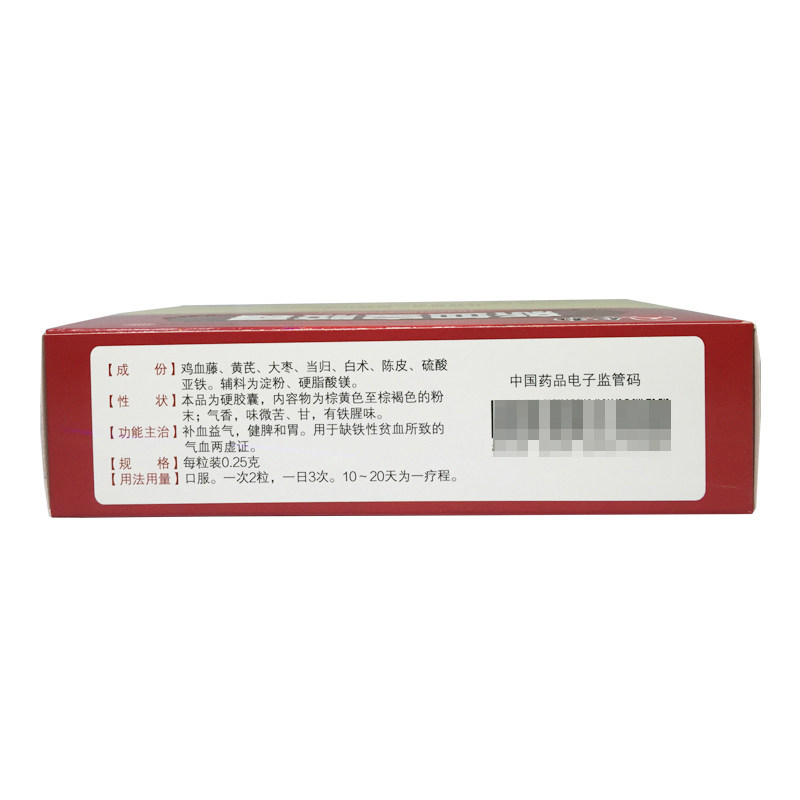 【成　　份】鸡血藤、黄芪、大枣、当归、白术、陈皮、硫酸
亚铁。辅料为淀粉、硬脂酸镁。
【性　　状】本品为硬胶囊，内容物为棕黄色至棕褐色的粉
末；气香，味微苦、甘，有铁腥味。
【功能主治】补血益气，健脾和胃。用于缺铁性贫血所致的
气血两虚证。
【规　　格】每粒装0.25克
【用法用量】口服。一次2粒，一日3次。10～20天为一疗程。
中国药品电子监管码